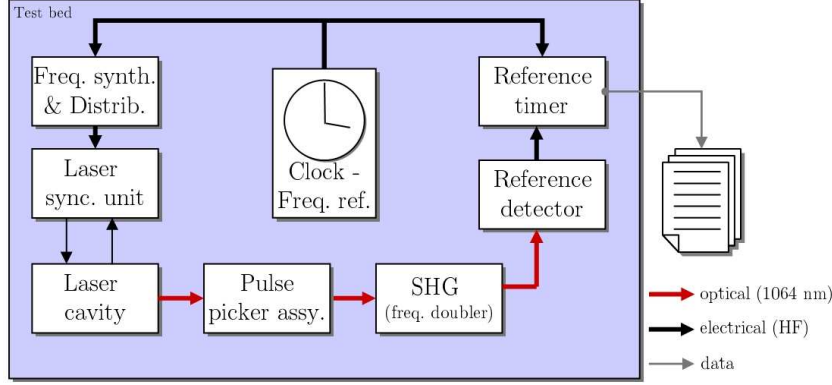 Test bed
Freq. synth.
& Distrib.
Reference
timer
Clock -
Freq. ref.
Laser
sync. unit
Reference
detector
Laser
cavity
Pulse
picker assy.
SHG
(freq. doubler)
optical (1064 nm)
electrical (HF)
data